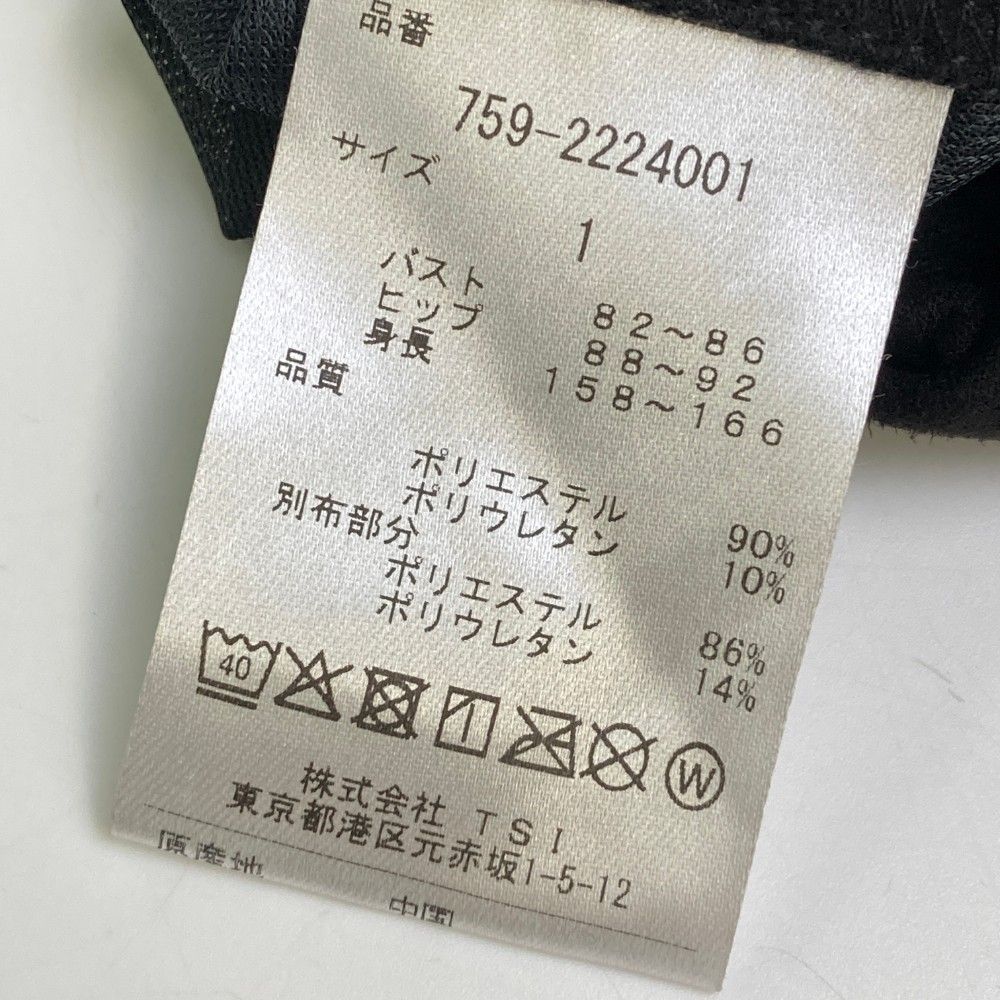 品番
759-2224001
サイズ
1
バスト 82～86
ヒップ 88～92
身長 158～166
品質
ポリエステル 90%
ポリウレタン 10%
別布部分
ポリエステル 86%
ポリウレタン 14%
40
W
株式会社 TSI
東京都港区元赤坂1-5-12
原産地
中国